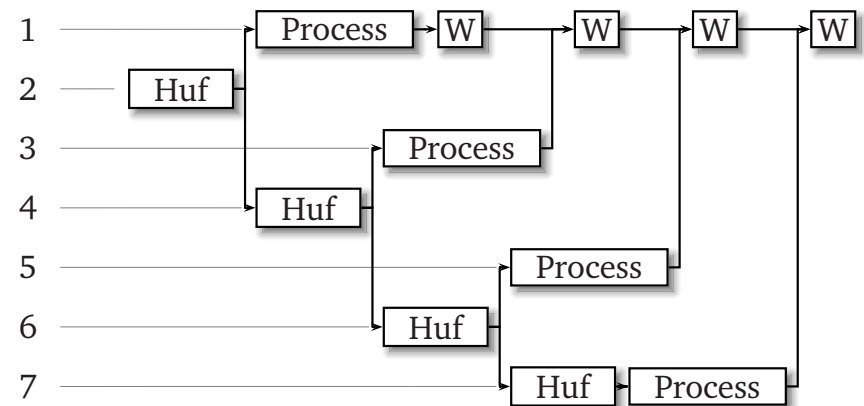 1 Process W W W W
2 Huf
3 Process
4 Huf
5 Process
6 Huf
7 Huf Process